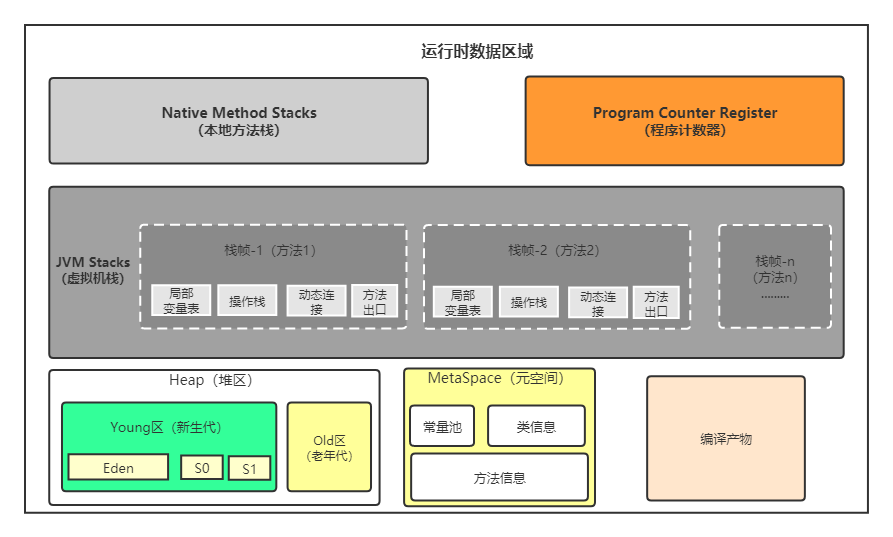 运行时数据区域
Native Method Stacks
（本地方法栈）
Program Counter Register
（程序计数器）
JVM Stacks
（虚拟机栈）
栈帧-1（方法1）
局部
变量表
操作栈
动态连
接
方法
出口
栈帧-2（方法2）
局部
变量表
操作栈
动态连
接
方法
出口
栈帧-n
（方法n）
.........
Heap（堆区）
Young区（新生代）
Eden
S0
S1
Old区
（老年代）
MetaSpace（元空间）
常量池
类信息
方法信息
编译产物